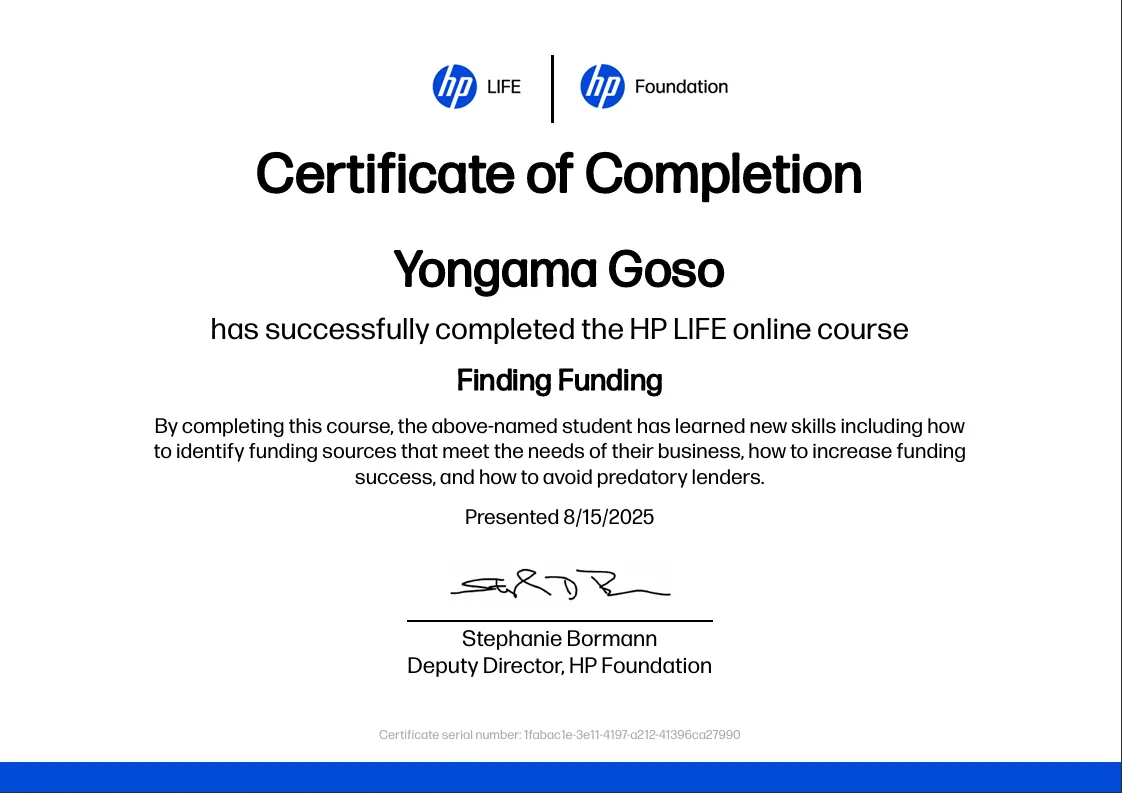 hp LIFE hp Foundation
Certificate of Completion
Yongama Goso
has successfully completed the HP LIFE online course
Finding Funding
By completing this course, the above-named student has learned new skills including how
to identify funding sources that meet the needs of their business, how to increase funding
success, and how to avoid predatory lenders.
Presented 8/15/2025
Stephanie Bormann
Deputy Director, HP Foundation
Certificate serial number: 1fabac1e-3e11-4197-a212-41396ca27990